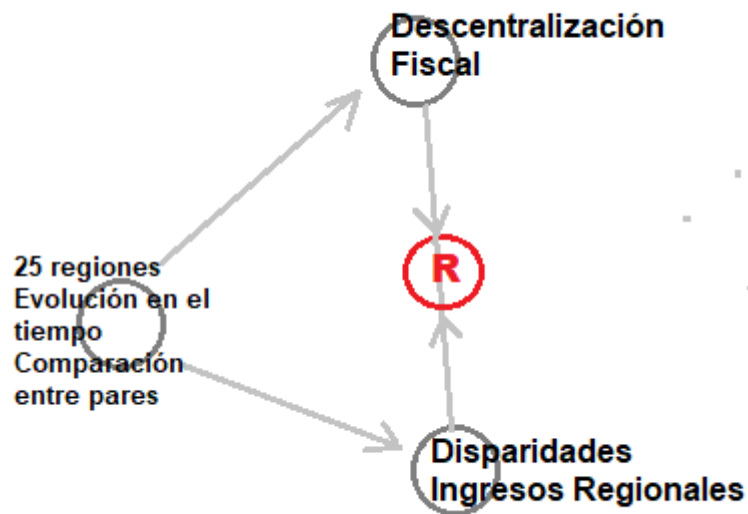 Descentralización
Fiscal
R
25 regiones
Evolución en el
tiempo
Comparación
entre pares
Disparidades
Ingresos Regionales